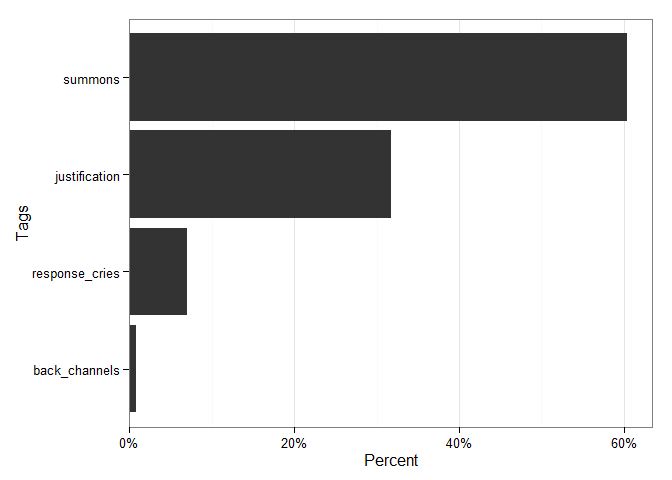 summons
justification
response_cries
back_channels
Tags
0% 20% 40% 60%
Percent